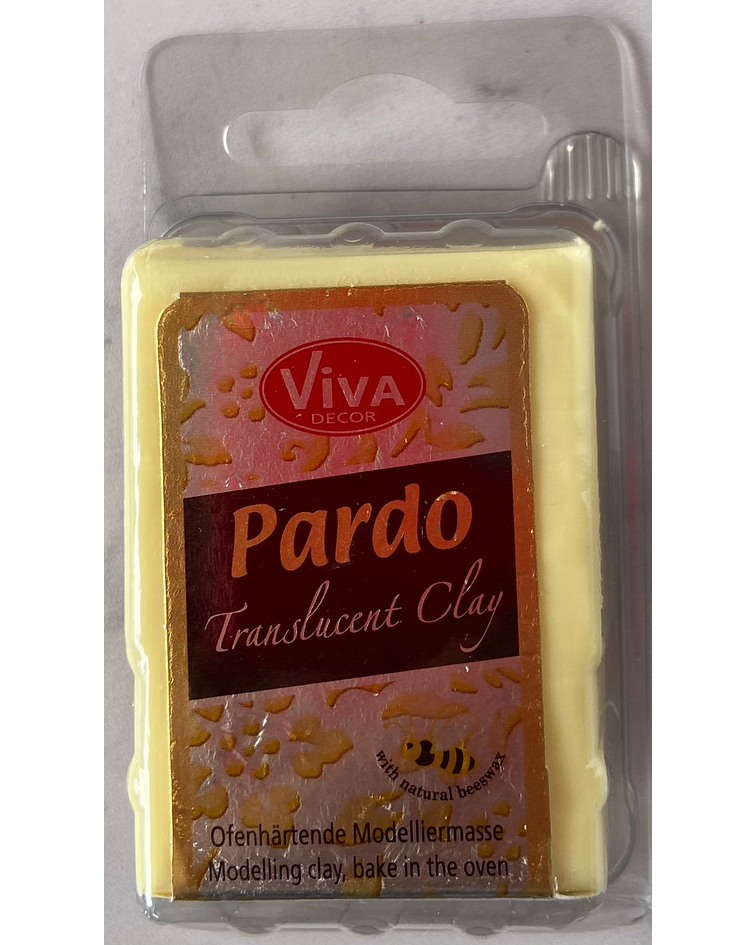 ViVA
DECOR
Pardo
Translucent Clay
with natural beeswax
Ofenhärtende Modelliermasse
Modelling clay, bake in the oven